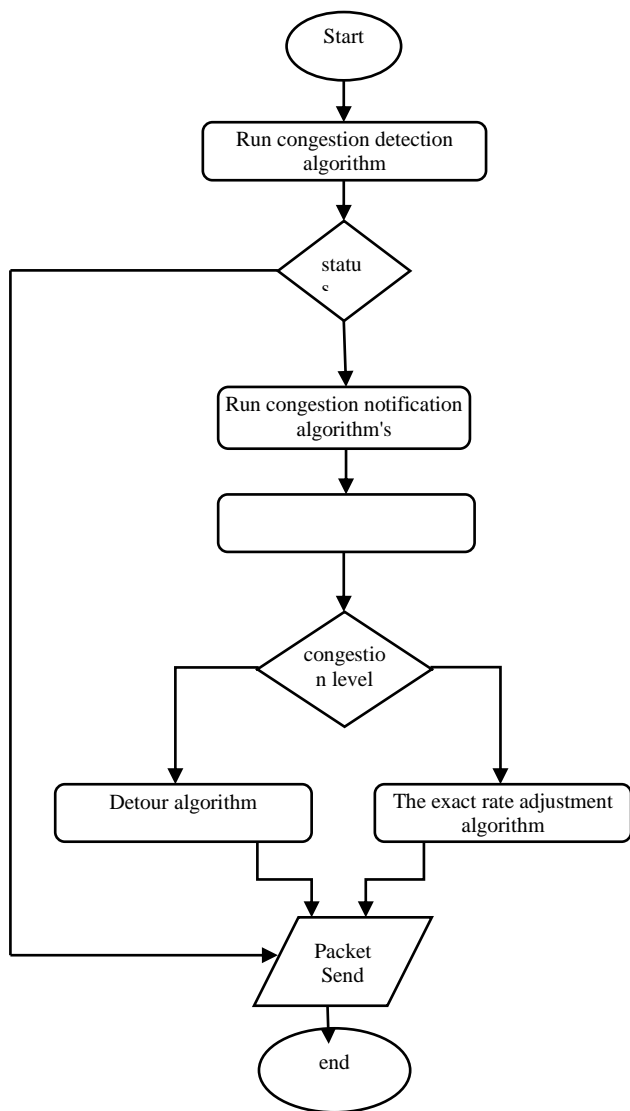 Start
Run congestion detection
algorithm
statu
s
Run congestion notification
algorithm's
congestio
n level
Detour algorithm
The exact rate adjustment
algorithm
Packet
Send
end